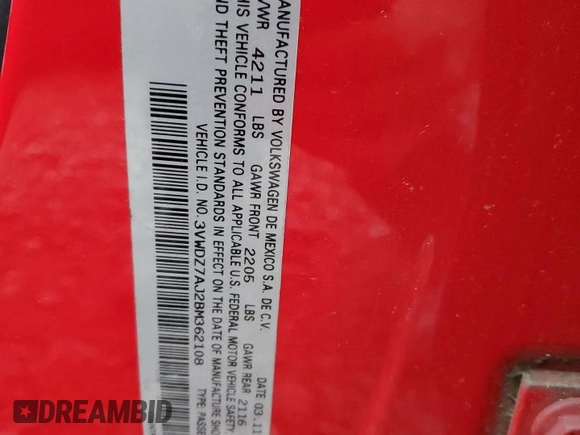 MANUFACTURED BY VOLKSWAGEN DE MEXICO S.A. DE C.V. DATE 03.11
GVWR 4211 LBS GAWR FRONT 2205 LBS GAWR REAR 2116
THIS VEHICLE CONFORMS TO ALL APPLICABLE U.S. FEDERAL MOTOR VEHICLE SAFETY
AND THEFT PREVENTION STANDARDS IN EFFECT ON THE DATE OF MANUFACTURE
VEHICLE I.D. NO. 3VWDZ7AJ2BM362108 TYPE: PASSE
DREAMBID